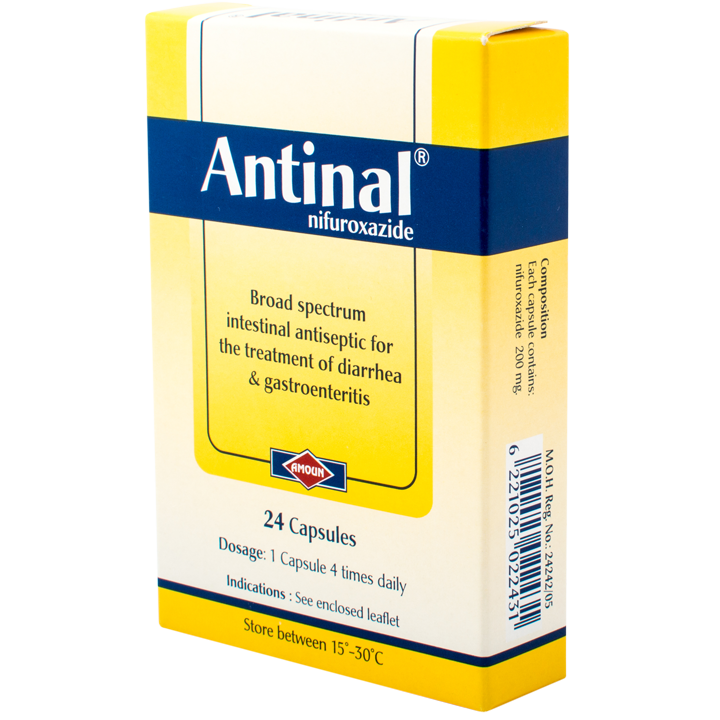 Antinal
Antinal®
nifuroxazide
Broad spectrum
intestinal antiseptic for
the treatment of diarrhea
& gastroenteritis
AMOUN
24 Capsules
Dosage: 1 Capsule 4 times daily
Indications : See enclosed leaflet
Store between 15°-30°C
Composition
Each capsule contains:
nifuroxazide 200 mg.
M.O.H. Reg. No.: 24242/05
6 221025 022431